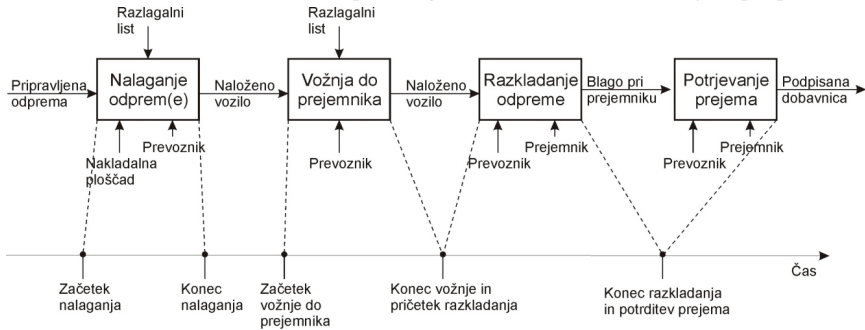 Razlagalni
list
Razlagalni
list
Pripravljena
odprema
Nalaganje
odprem(e)
Naloženo
vozilo
Vožnja do
prejemnika
Naloženo
vozilo
Razkladanje
odpreme
Blago pri
prejemniku
Potrjevanje
prejema
Podpisana
dobavnica
Prevoznik
Nakladalna
ploščad
Prevoznik
Prevoznik
Prejemnik
Prevoznik
Prejemnik
Čas
Začetek
nalaganja
Konec
nalaganja
Začetek
vožnje do
prejemnika
Konec vožnje in
pričetek razkladanja
Konec razkladanja
in potrditev prejema